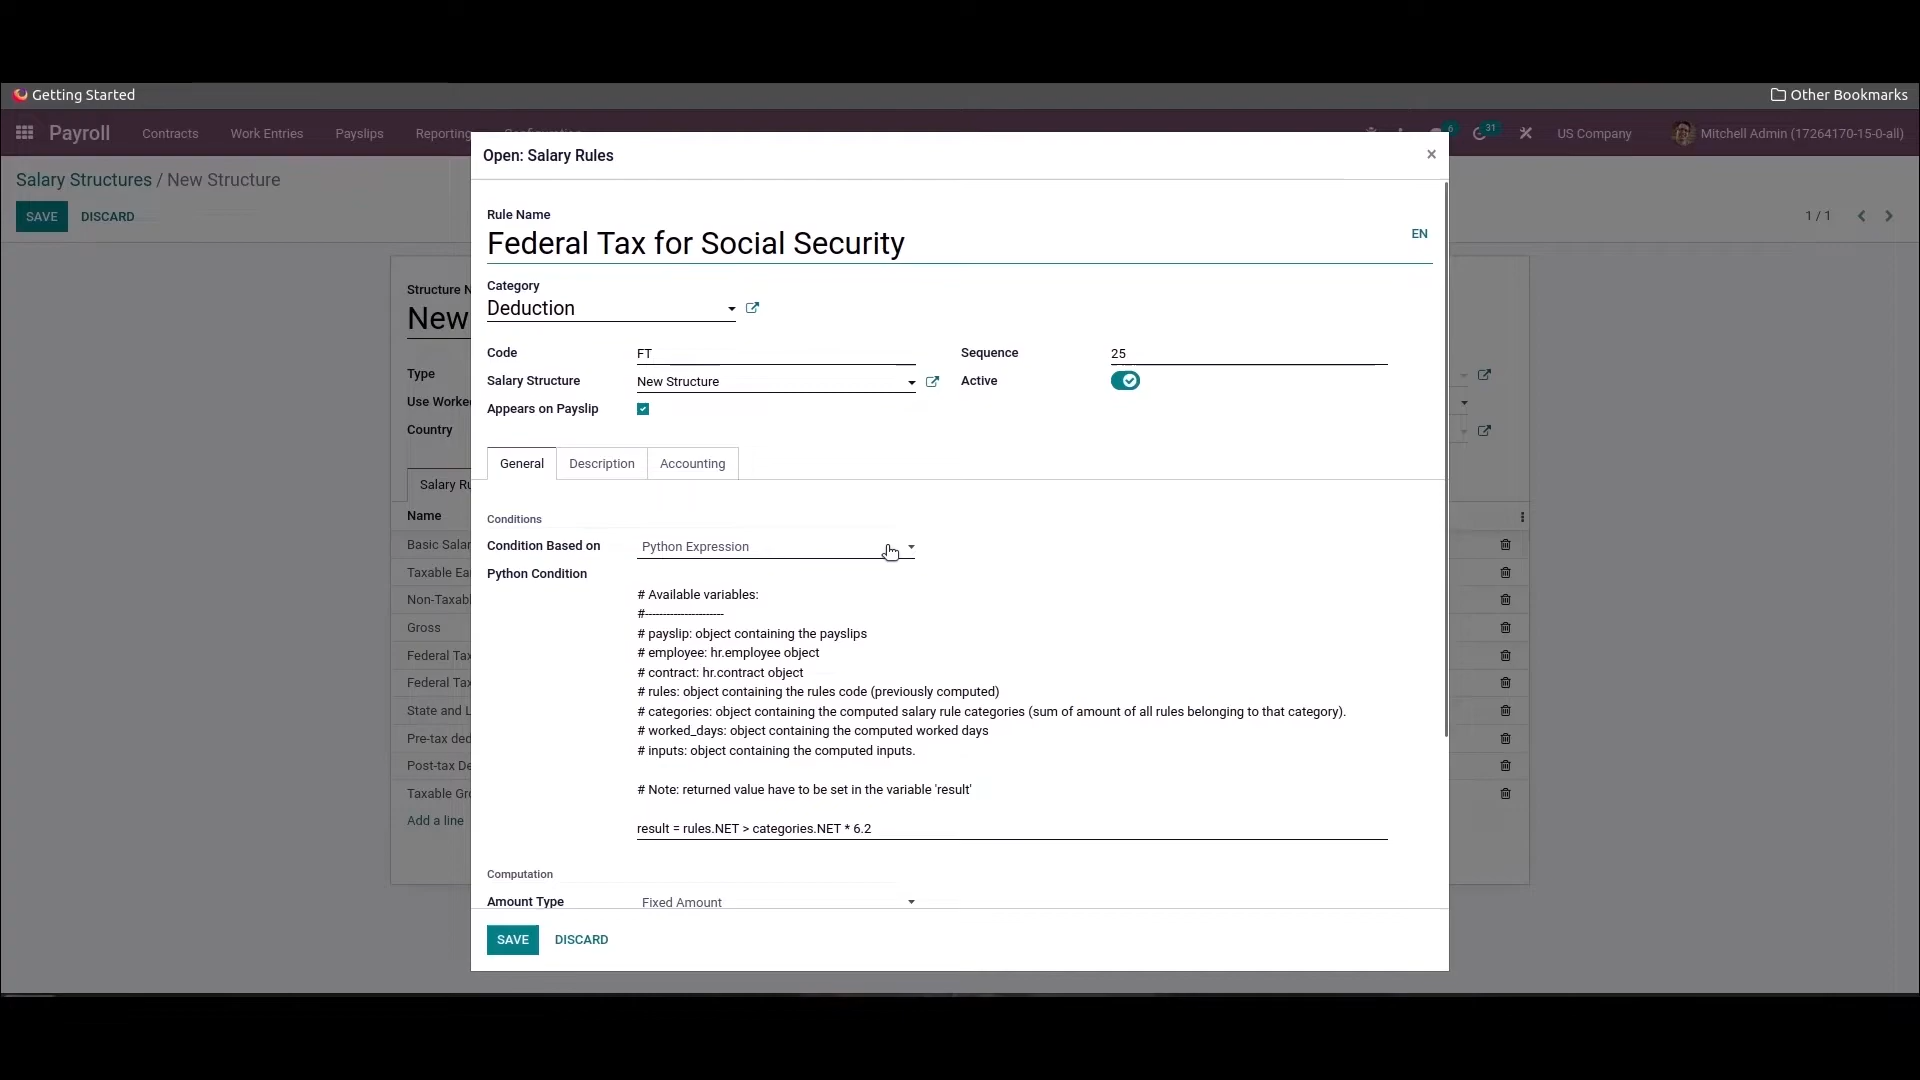 Getting Started
Other Bookmarks
Payroll
Contracts
Work Entries
Payslips
Reporting
6
31
US Company
Mitchell Admin (17264170-15-0-all)
Salary Structures / New Structure
SAVE
DISCARD
1 / 1
Structure N
New
Type
Use Worke
Country
Salary Ru
Name
Basic Salar
Taxable Ea
Non-Taxabl
Gross
Federal Tax
Federal Tax
State and L
Pre-tax ded
Post-tax De
Taxable Gro
Add a line
Open: Salary Rules
×
Rule Name
Federal Tax for Social Security
EN
Category
Deduction
Code
FT
Sequence
25
Salary Structure
New Structure
Active
Appears on Payslip
General
Description
Accounting
Conditions
Condition Based on
Python Expression
Python Condition
# Available variables:
#----------------------
# payslip: object containing the payslips
# employee: hr.employee object
# contract: hr.contract object
# rules: object containing the rules code (previously computed)
# categories: object containing the computed salary rule categories (sum of amount of all rules belonging to that category).
# worked_days: object containing the computed worked days
# inputs: object containing the computed inputs.
# Note: returned value have to be set in the variable 'result'
result = rules.NET > categories.NET * 6.2
Computation
Amount Type
Fixed Amount
SAVE
DISCARD